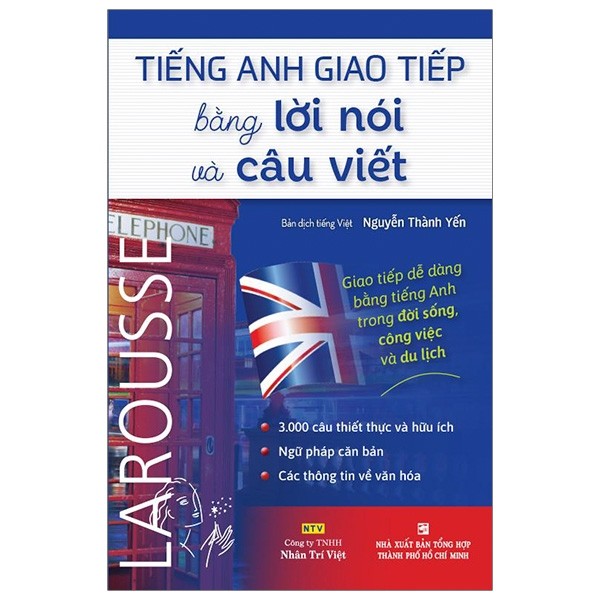 TIẾNG ANH GIAO TIẾP
bằng lời nói
và câu viết
Bản dịch tiếng Việt Nguyễn Thành Yến
TELEPHONE
LAROUSSE
Giao tiếp dễ dàng
bằng tiếng Anh
trong đời sống,
công việc
và du lịch
3.000 câu thiết thực và hữu ích
Ngữ pháp căn bản
Các thông tin về văn hóa
NTV
Công ty TNHH
Nhân Trí Việt
NHÀ XUẤT BẢN TỔNG HỢP
THÀNH PHỐ HỒ CHÍ MINH